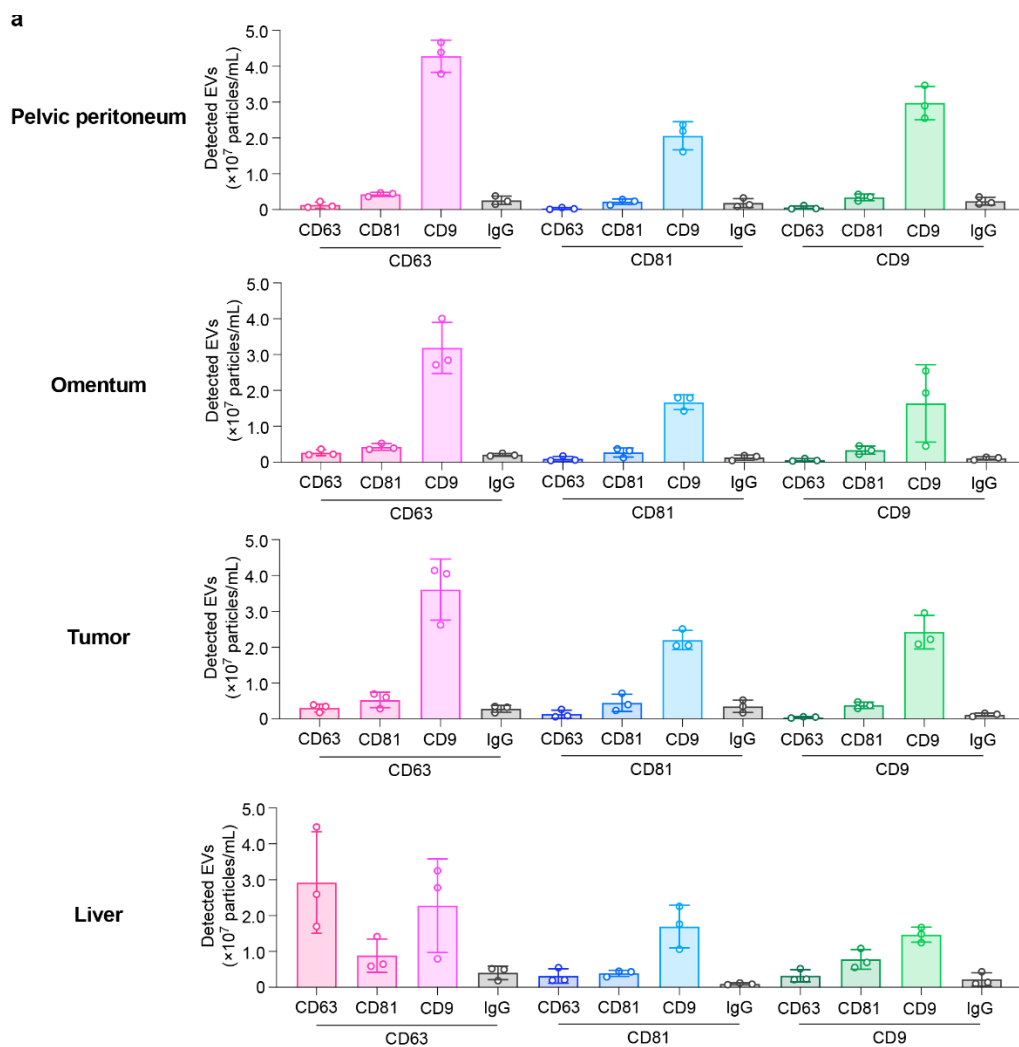 a
Pelvic peritoneum
Detected EVs
(×10⁷ particles/mL)
5.0
4.0
3.0
2.0
1.0
0
CD63 CD81 CD9 IgG CD63 CD81 CD9 IgG CD63 CD81 CD9 IgG
CD63 CD81 CD9
Omentum
Detected EVs
(×10⁷ particles/mL)
5.0
4.0
3.0
2.0
1.0
0
CD63 CD81 CD9 IgG CD63 CD81 CD9 IgG CD63 CD81 CD9 IgG
CD63 CD81 CD9
Tumor
Detected EVs
(×10⁷ particles/mL)
5.0
4.0
3.0
2.0
1.0
0
CD63 CD81 CD9 IgG CD63 CD81 CD9 IgG CD63 CD81 CD9 IgG
CD63 CD81 CD9
Liver
Detected EVs
(×10⁷ particles/mL)
5.0
4.0
3.0
2.0
1.0
0
CD63 CD81 CD9 IgG CD63 CD81 CD9 IgG CD63 CD81 CD9 IgG
CD63 CD81 CD9